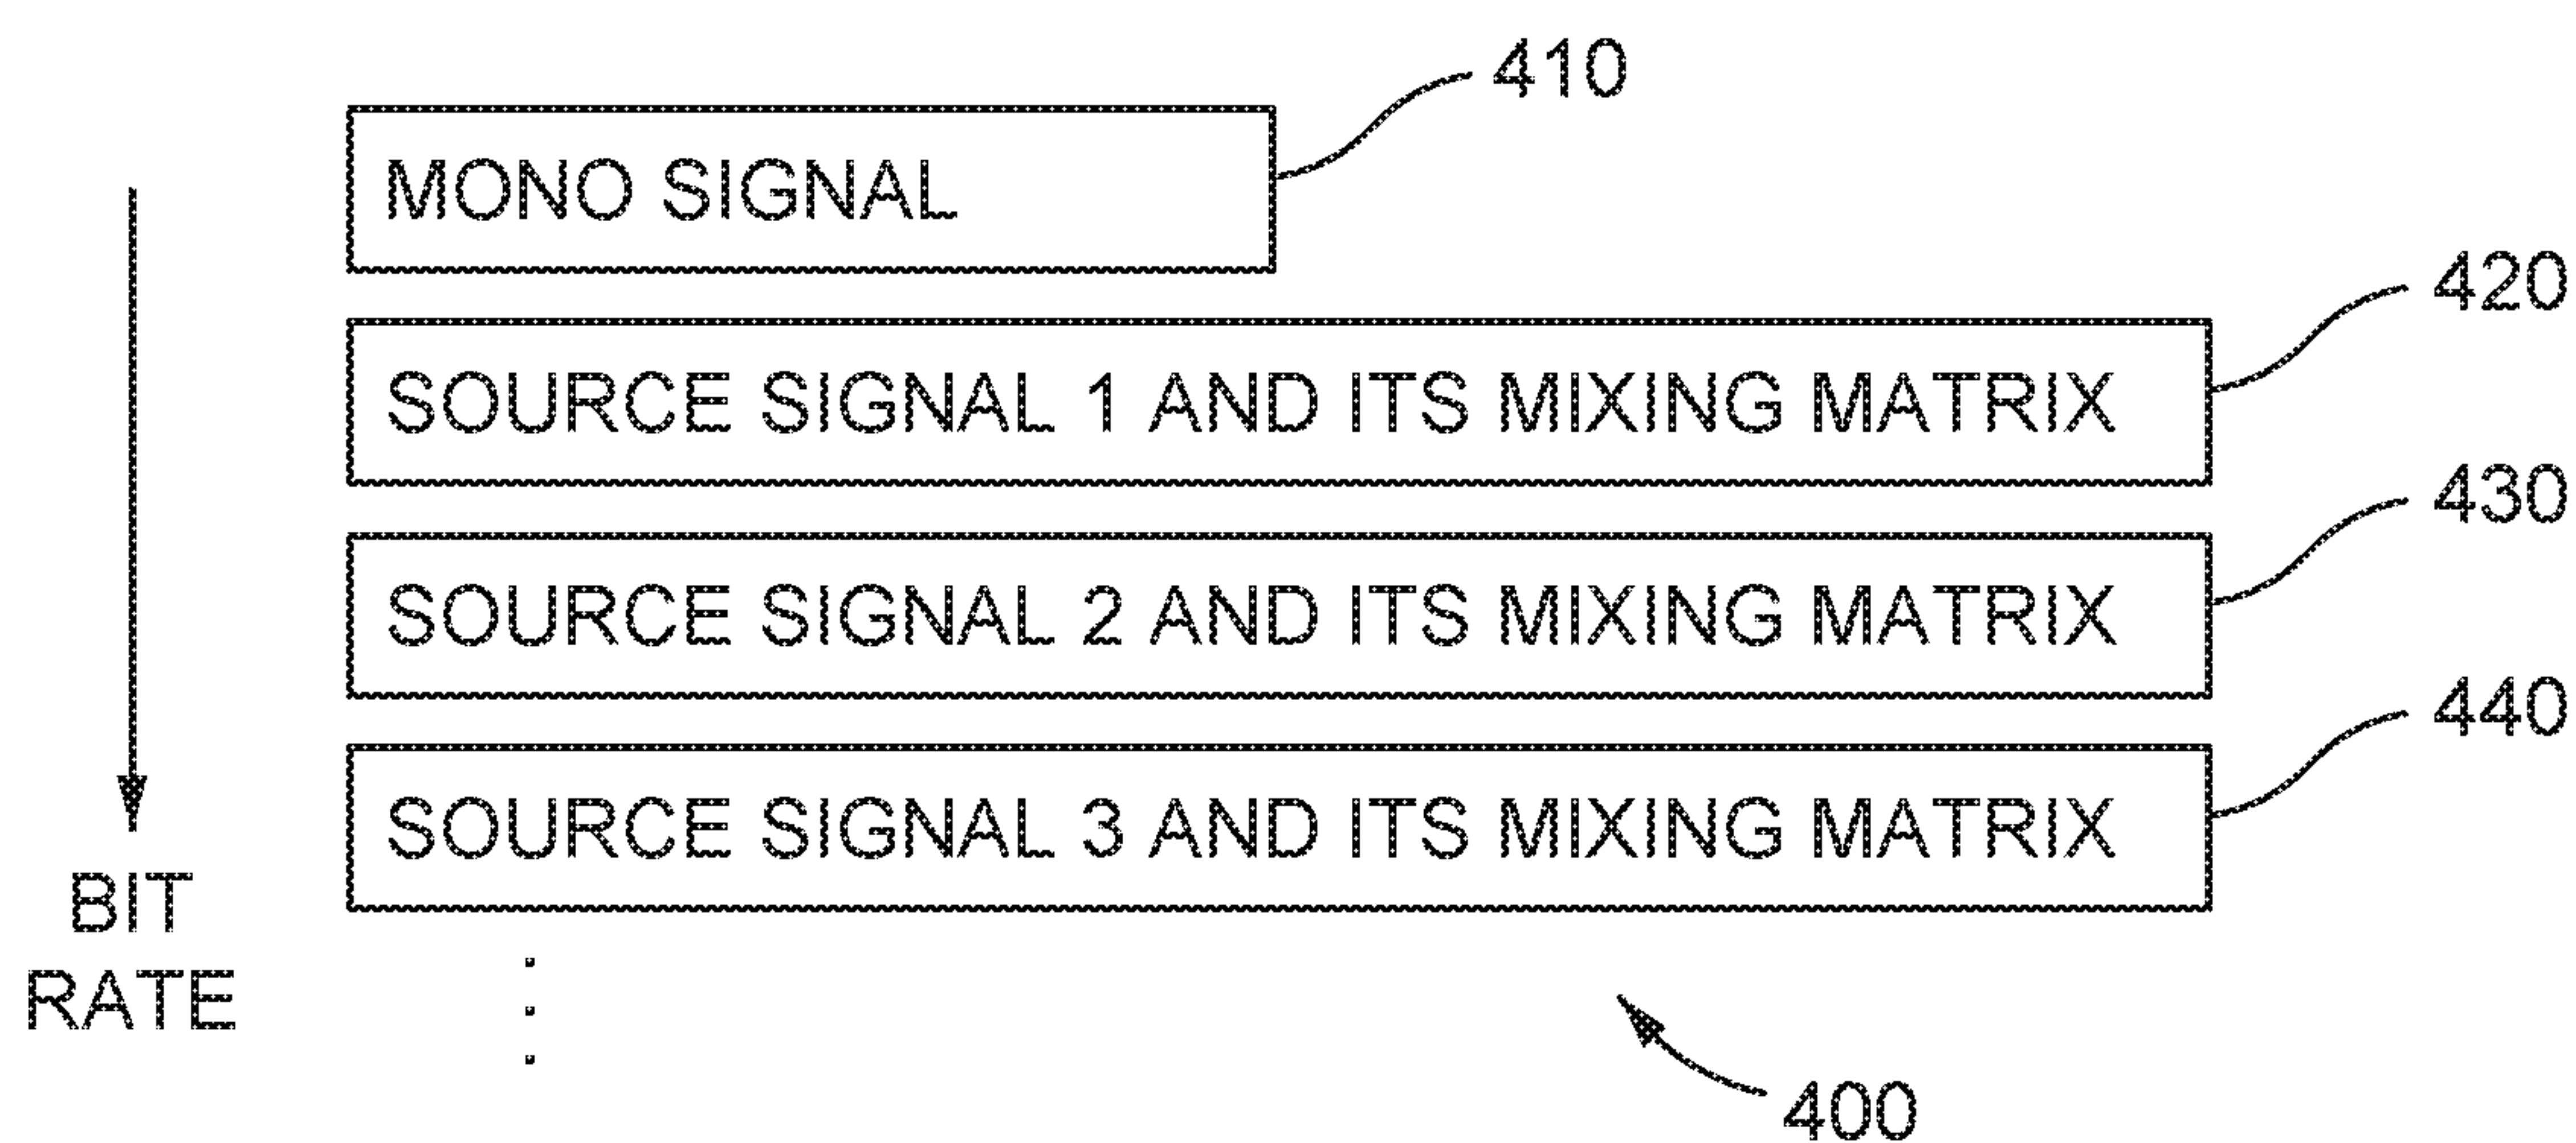 410
MONO SIGNAL
420
SOURCE SIGNAL 1 AND ITS MIXING MATRIX
430
SOURCE SIGNAL 2 AND ITS MIXING MATRIX
440
SOURCE SIGNAL 3 AND ITS MIXING MATRIX
BIT
RATE
400